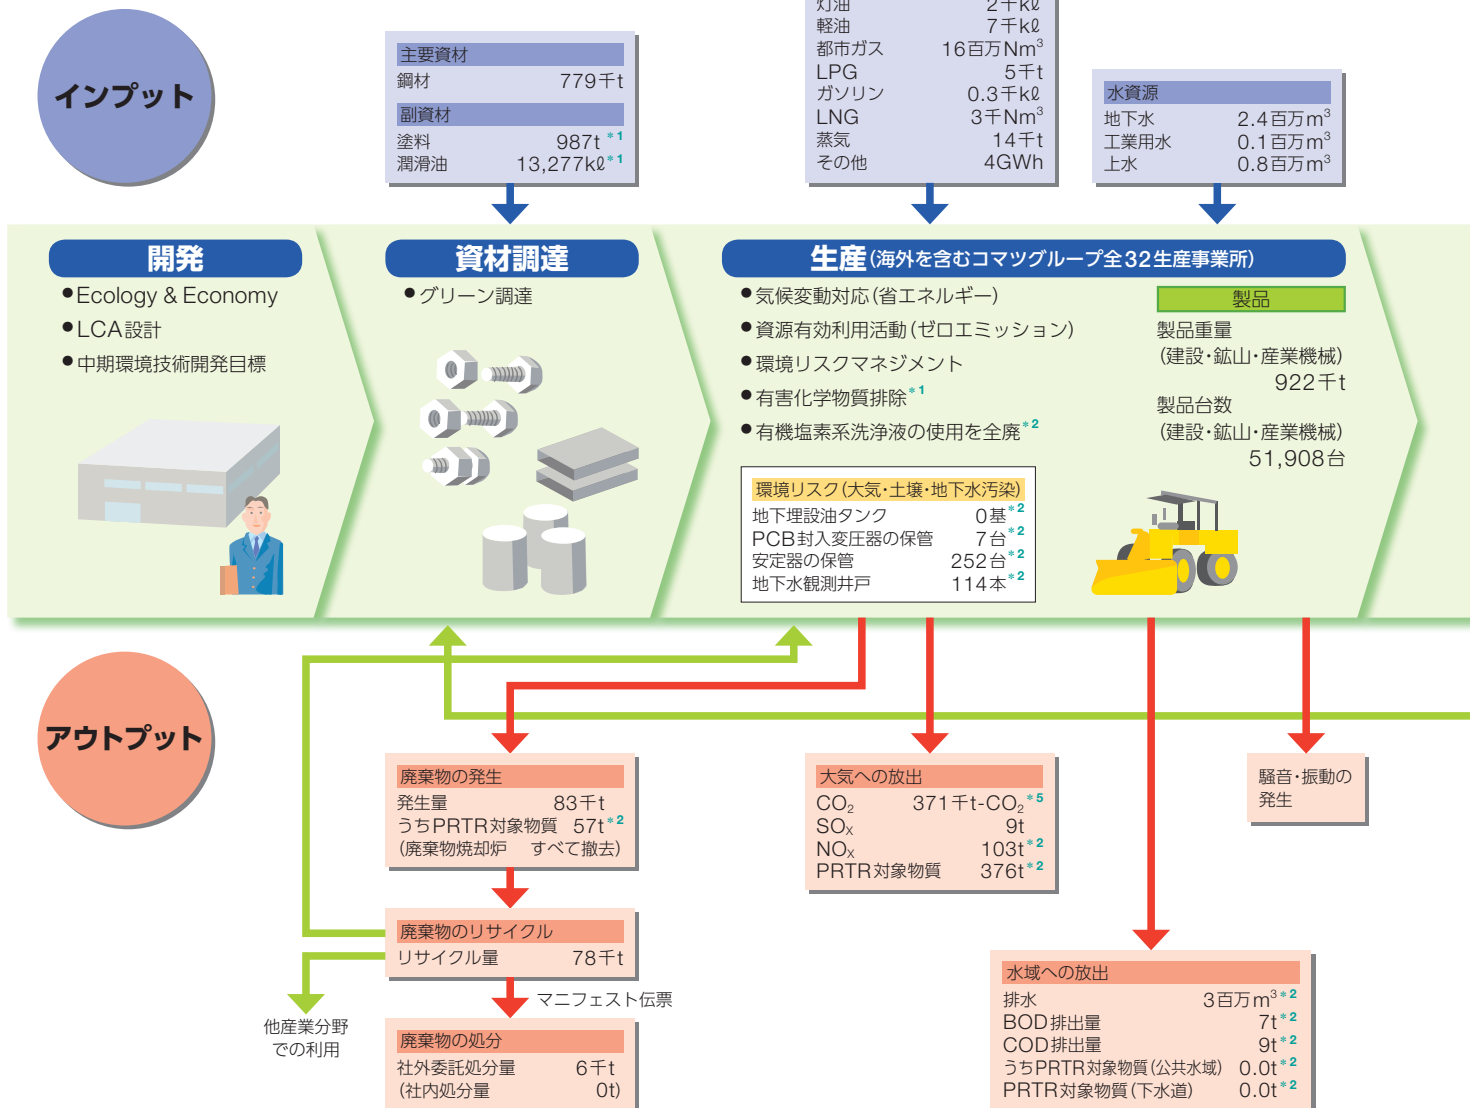 インプット
主要資材
鋼材 779千t
副資材
塗料 987t *1
潤滑油 13,277kℓ*1
灯油 2千kℓ
軽油 7千kℓ
都市ガス 16百万Nm³
LPG 5千t
ガソリン 0.3千kℓ
LNG 3千Nm³
蒸気 14千t
その他 4GWh
水資源
地下水 2.4百万m³
工業用水 0.1百万m³
上水 0.8百万m³
開発
●Ecology & Economy
●LCA設計
●中期環境技術開発目標
資材調達
●グリーン調達
生産(海外を含むコマツグループ全32生産事業所)
●気候変動対応(省エネルギー)
●資源有効利用活動(ゼロエミッション)
●環境リスクマネジメント
●有害化学物質排除*1
●有機塩素系洗浄液の使用を全廃*2
環境リスク(大気・土壌・地下水汚染)
地下埋設油タンク 0基*2
PCB封入変圧器の保管 7台*2
安定器の保管 252台*2
地下水観測井戸 114本*2
製品
製品重量
(建設・鉱山・産業機械)
922千t
製品台数
(建設・鉱山・産業機械)
51,908台
アウトプット
廃棄物の発生
発生量 83千t
うちPRTR対象物質 57t*2
(廃棄物焼却炉 すべて撤去)
廃棄物のリサイクル
リサイクル量 78千t
マニフェスト伝票
他産業分野
での利用
廃棄物の処分
社外委託処分量 6千t
(社内処分量 0t)
大気への放出
CO₂ 371千t-CO₂*5
SOx 9t
NOx 103t*2
PRTR対象物質 376t*2
水域への放出
排水 3百万m³*2
BOD排出量 7t*2
COD排出量 9t*2
うちPRTR対象物質(公共水域) 0.0t*2
PRTR対象物質(下水道) 0.0t*2
騒音・振動の
発生